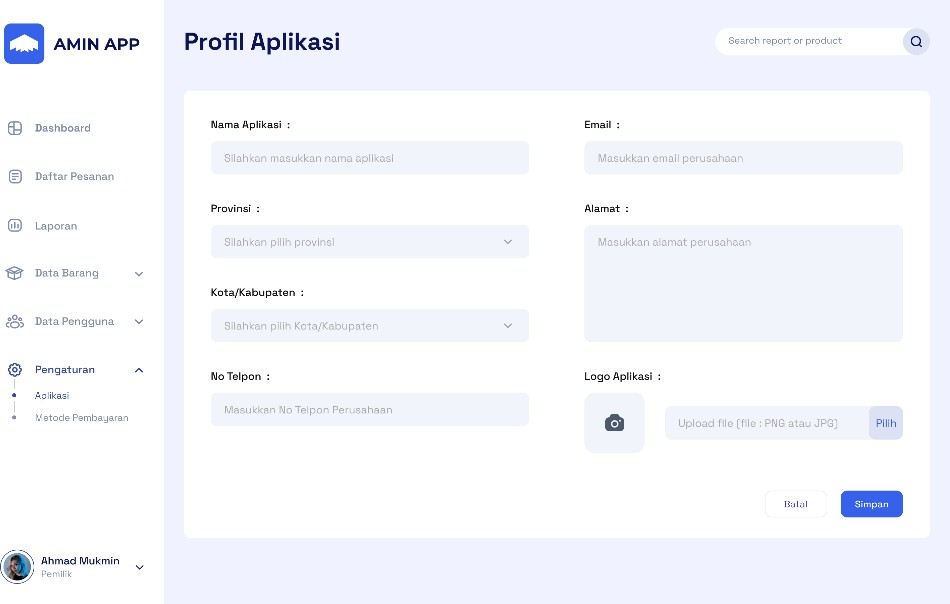 AMIN APP
Profil Aplikasi
Search report or product
Dashboard
Daftar Pesanan
Laporan
Data Barang
Data Pengguna
Pengaturan
Aplikasi
Metode Pembayaran
Ahmad Mukmin
Pemilik
Nama Aplikasi :
Silahkan masukkan nama aplikasi
Provinsi :
Silahkan pilih provinsi
Kota/Kabupaten :
Silahkan pilih Kota/Kabupaten
No Telpon :
Masukkan No Telpon Perusahaan
Email :
Masukkan email perusahaan
Alamat :
Masukkan alamat perusahaan
Logo Aplikasi :
Upload file (file : PNG atau JPG)
Pilih
Batal
Simpan